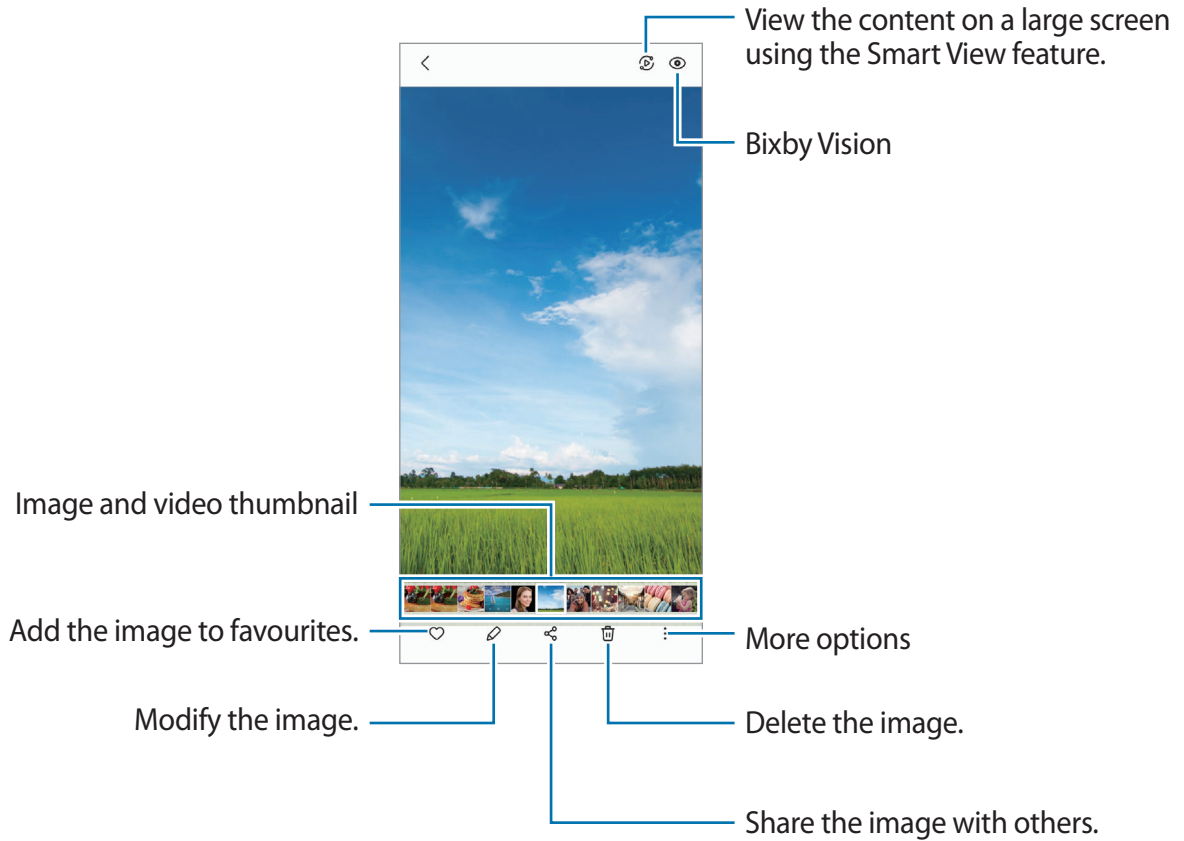 View the content on a large screen
using the Smart View feature.
Bixby Vision
Image and video thumbnail
Add the image to favourites.
More options
Modify the image.
Delete the image.
Share the image with others.